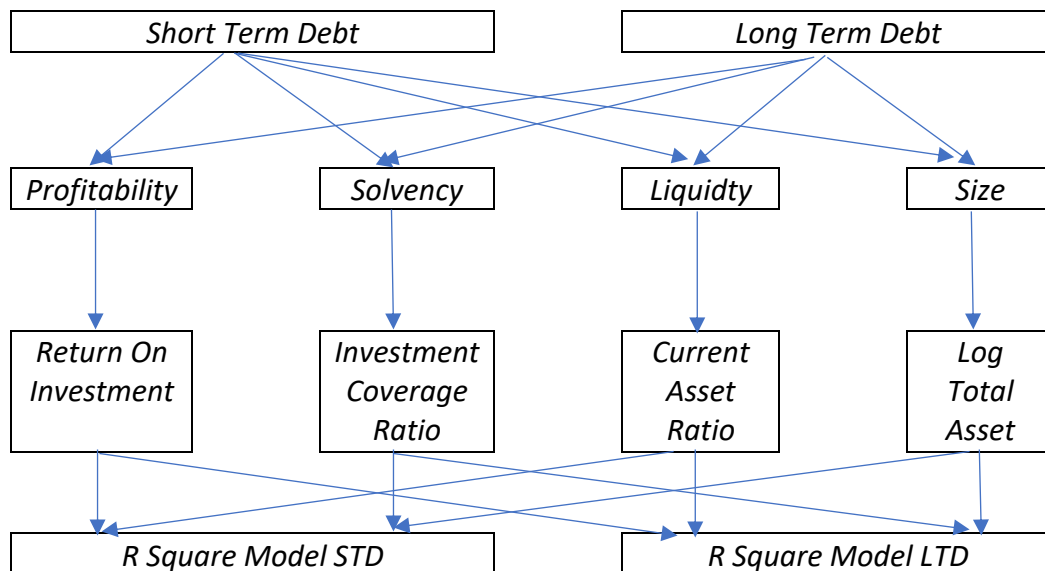 Short Term Debt
Long Term Debt
Profitability
Solvency
Liquidty
Size
Return On
Investment
Investment
Coverage
Ratio
Current
Asset
Ratio
Log
Total
Asset
R Square Model STD
R Square Model LTD